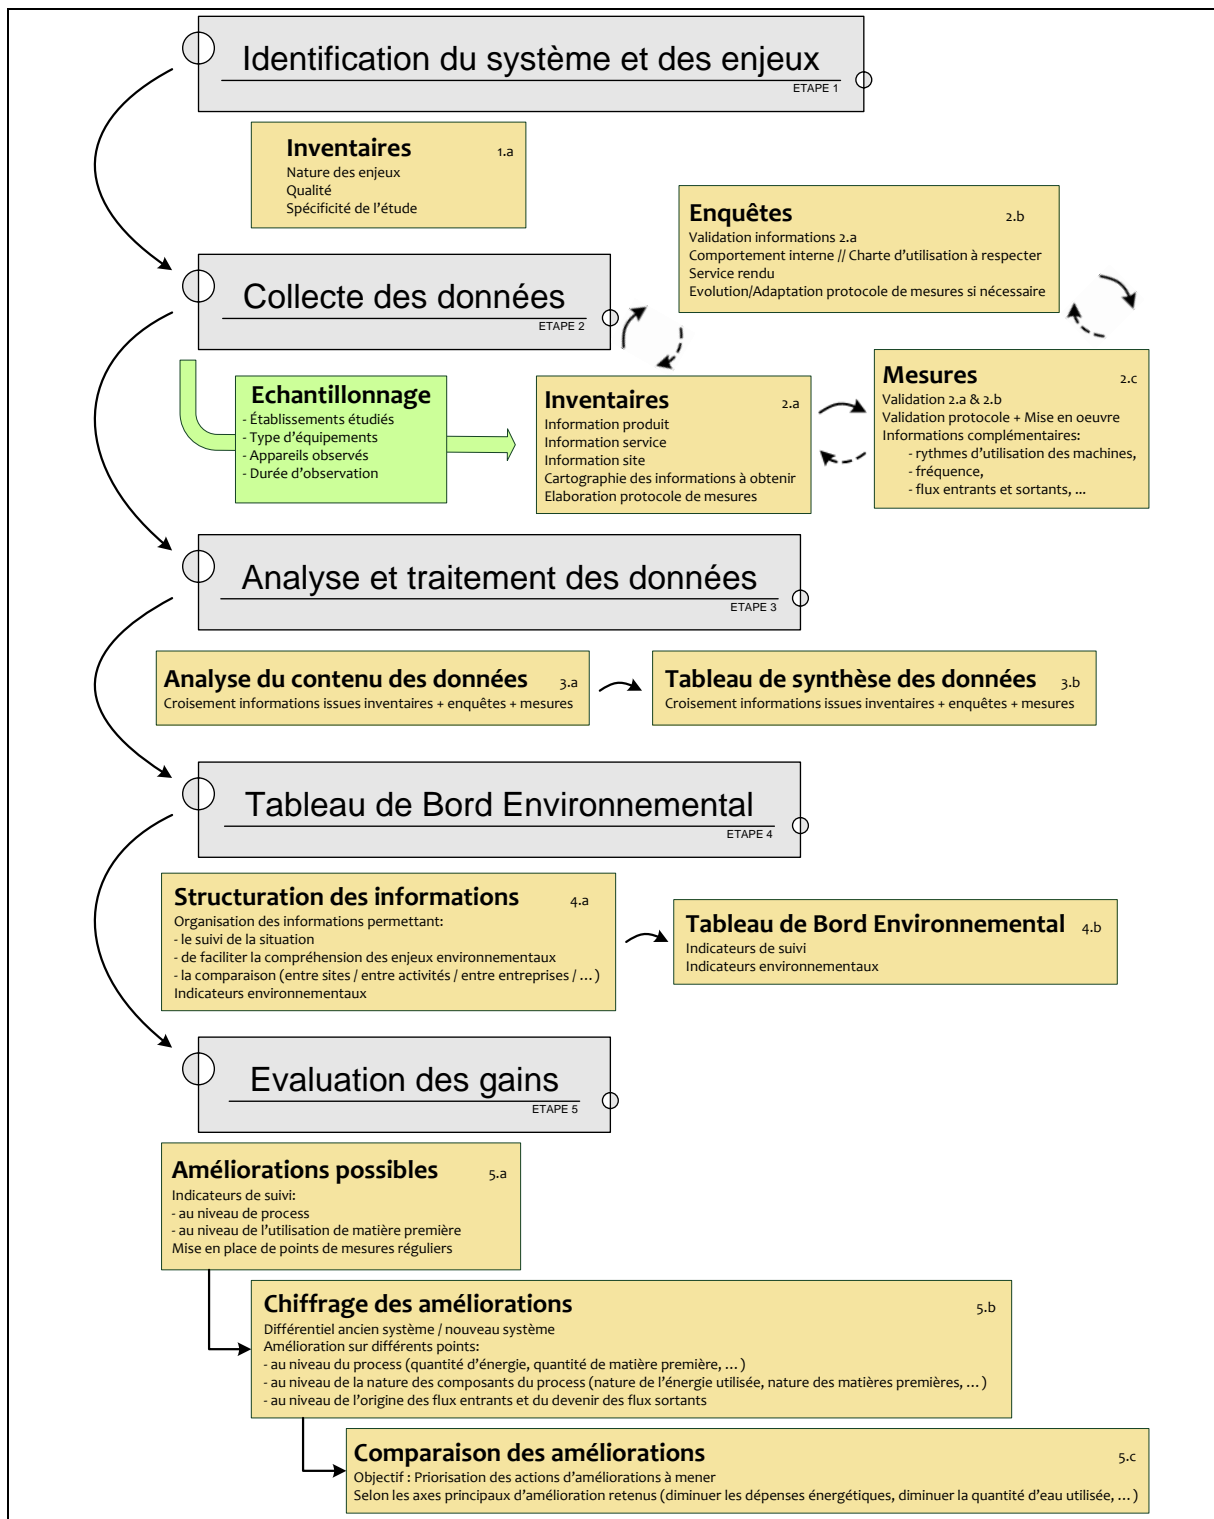 Identification du système et des enjeux
ETAPE 1
Inventaires 1.a
Nature des enjeux
Qualité
Spécificité de l'étude
Enquêtes 2.b
Validation informations 2.a
Comportement interne // Charte d'utilisation à respecter
Service rendu
Evolution/Adaptation protocole de mesures si nécessaire
Collecte des données
ETAPE 2
Echantillonnage
- Établissements étudiés
- Type d'équipements
- Appareils observés
- Durée d'observation
Inventaires 2.a
Information produit
Information service
Information site
Cartographie des informations à obtenir
Elaboration protocole de mesures
Mesures 2.c
Validation 2.a & 2.b
Validation protocole + Mise en oeuvre
Informations complémentaires:
- rythmes d'utilisation des machines,
- fréquence,
- flux entrants et sortants, ...
Analyse et traitement des données
ETAPE 3
Analyse du contenu des données 3.a
Croisement informations issues inventaires + enquêtes + mesures
Tableau de synthèse des données 3.b
Croisement informations issues inventaires + enquêtes + mesures
Tableau de Bord Environnemental
ETAPE 4
Structuration des informations 4.a
Organisation des informations permettant:
- le suivi de la situation
- de faciliter la compréhension des enjeux environnementaux
- la comparaison (entre sites / entre activités / entre entreprises / ...)
Indicateurs environnementaux
Tableau de Bord Environnemental 4.b
Indicateurs de suivi
Indicateurs environnementaux
Evaluation des gains
ETAPE 5
Améliorations possibles 5.a
Indicateurs de suivi:
- au niveau de process
- au niveau de l'utilisation de matière première
Mise en place de points de mesures réguliers
Chiffrage des améliorations 5.b
Différentiel ancien système / nouveau système
Amélioration sur différents points:
- au niveau du process (quantité d'énergie, quantité de matière première, ... )
- au niveau de la nature des composants du process (nature de l'énergie utilisée, nature des matières premières, ... )
- au niveau de l'origine des flux entrants et du devenir des flux sortants
Comparaison des améliorations 5.c
Objectif : Priorisation des actions d'améliorations à mener
Selon les axes principaux d'amélioration retenus (diminuer les dépenses énergétiques, diminuer la quantité d'eau utilisée, ... )